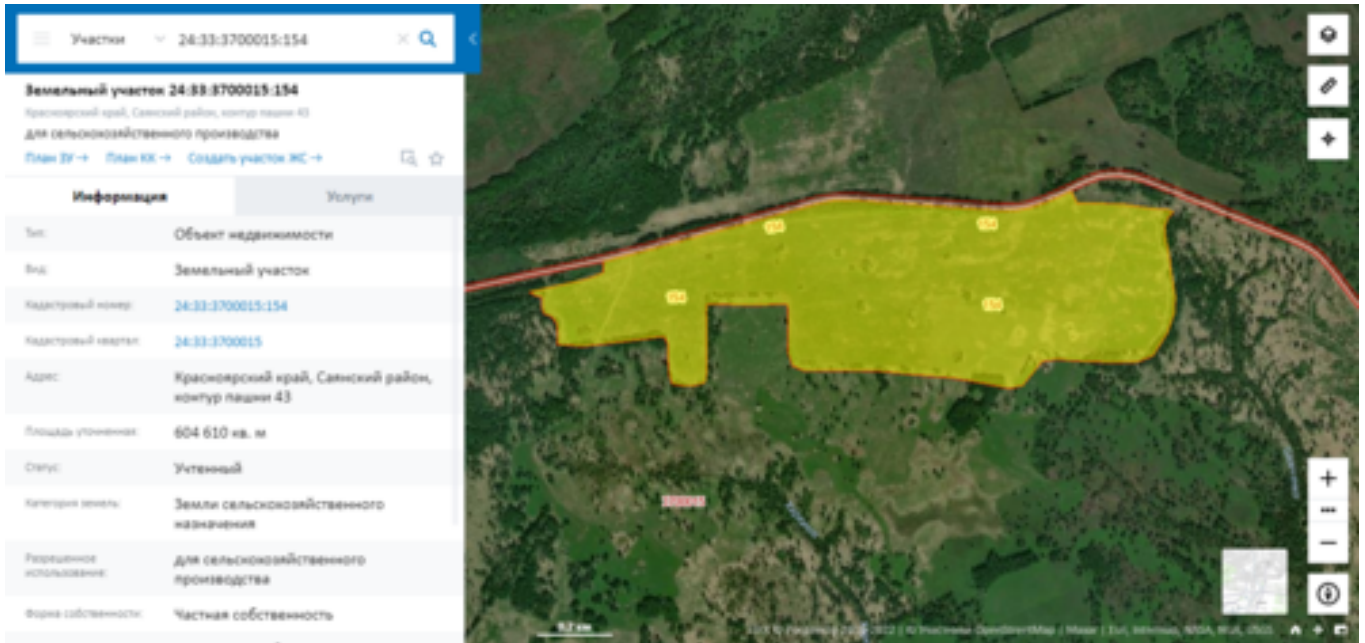 Участки 24:33:3700015:154
Земельный участок 24:33:3700015:154
Красноярский край, Саянский район, контур пашни 43
для сельскохозяйственного производства
План ЗУ → План КК → Создать участок ЖС →
Информация Услуги
Тип: Объект недвижимости
Вид: Земельный участок
Кадастровый номер: 24:33:3700015:154
Кадастровый квартал: 24:33:3700015
Адрес: Красноярский край, Саянский район,
контур пашни 43
Площадь уточненная: 604 610 кв. м
Статус: Учтенный
Категория земель: Земли сельскохозяйственного
назначения
Разрешенное
использование: для сельскохозяйственного
производства
Форма собственности: Частная собственность
154
154
154
154
3700015
0.2 км